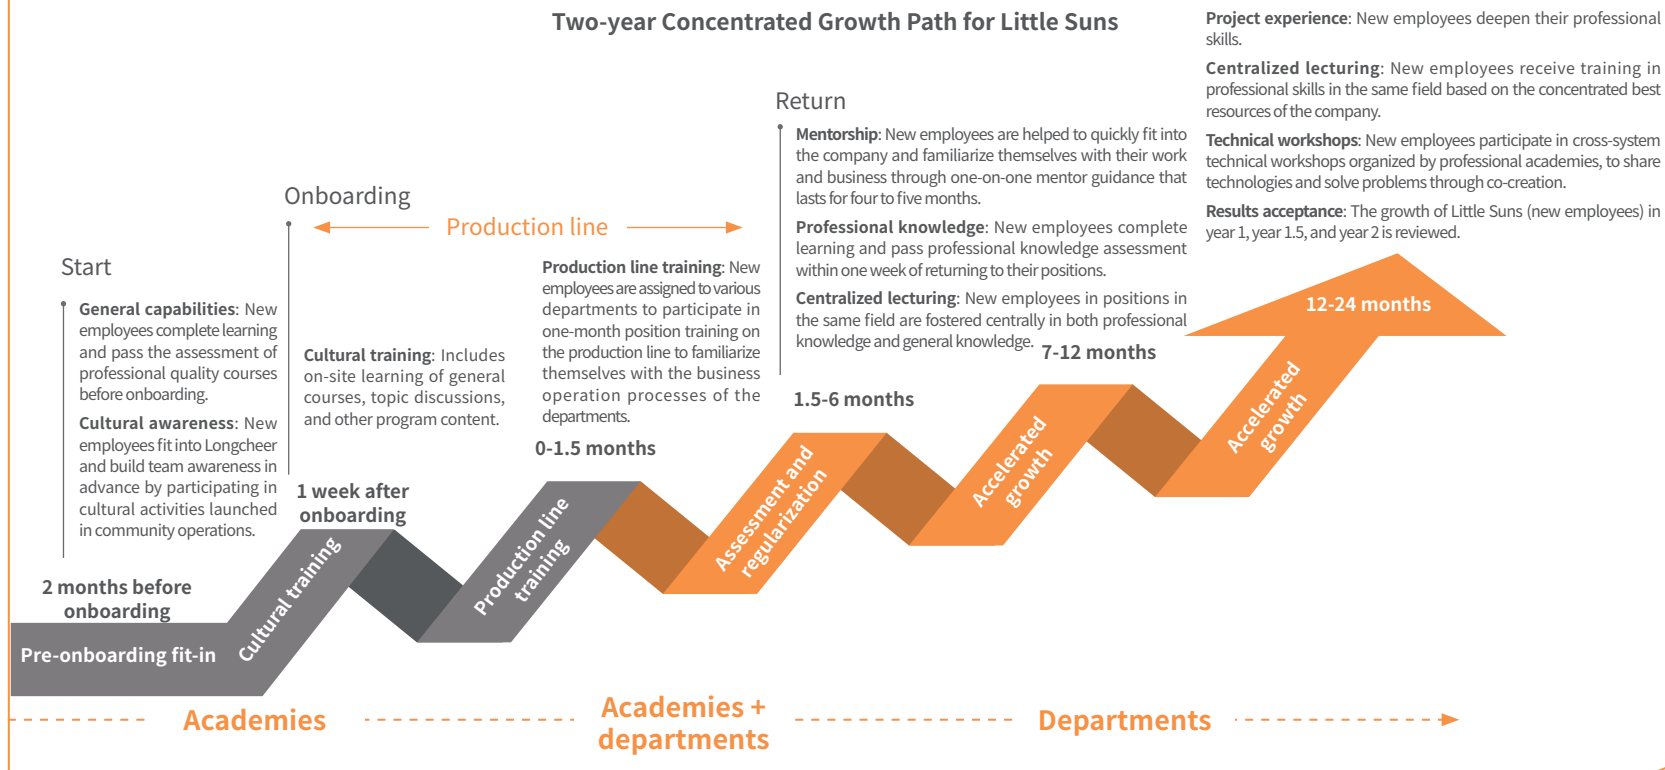 Two-year Concentrated Growth Path for Little Suns
Start
General capabilities: New
employees complete learning
and pass the assessment of
professional quality courses
before onboarding.
Cultural awareness: New
employees fit into Longcheer
and build team awareness in
advance by participating in
cultural activities launched
in community operations.
2 months before
onboarding
Pre-onboarding fit-in
Onboarding
Production line
Cultural training: Includes
on-site learning of general
courses, topic discussions,
and other program content.
1 week after
onboarding
Cultural training
Production line training: New
employees are assigned to various
departments to participate in
one-month position training on
the production line to familiarize
themselves with the business
operation processes of the
departments.
0-1.5 months
Production line
training
Return
Mentorship: New employees are helped to quickly fit into
the company and familiarize themselves with their work
and business through one-on-one mentor guidance that
lasts for four to five months.
Professional knowledge: New employees complete
learning and pass professional knowledge assessment
within one week of returning to their positions.
Centralized lecturing: New employees in positions in
the same field are fostered centrally in both professional
knowledge and general knowledge.
1.5-6 months
Assessment and
regularization
7-12 months
Accelerated
growth
Project experience: New employees deepen their professional
skills.
Centralized lecturing: New employees receive training in
professional skills in the same field based on the concentrated best
resources of the company.
Technical workshops: New employees participate in cross-system
technical workshops organized by professional academies, to share
technologies and solve problems through co-creation.
Results acceptance: The growth of Little Suns (new employees) in
year 1, year 1.5, and year 2 is reviewed.
12-24 months
Accelerated
growth
Academies
Academies +
departments
Departments